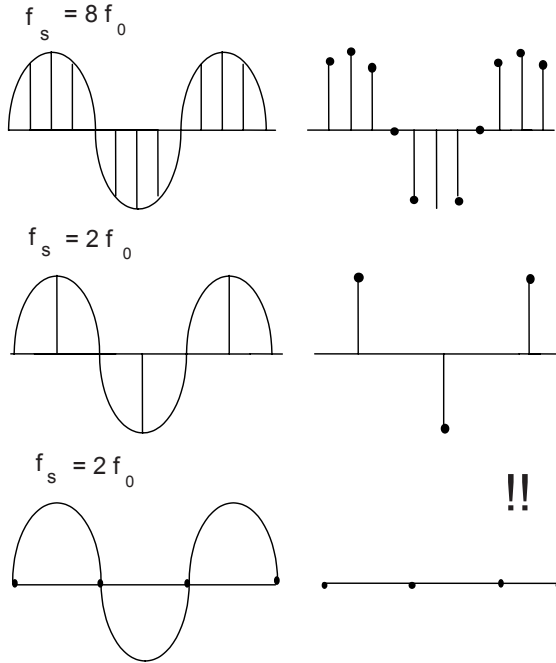 f_s = 8 f_0
f_s = 2 f_0
f_s = 2 f_0
!!